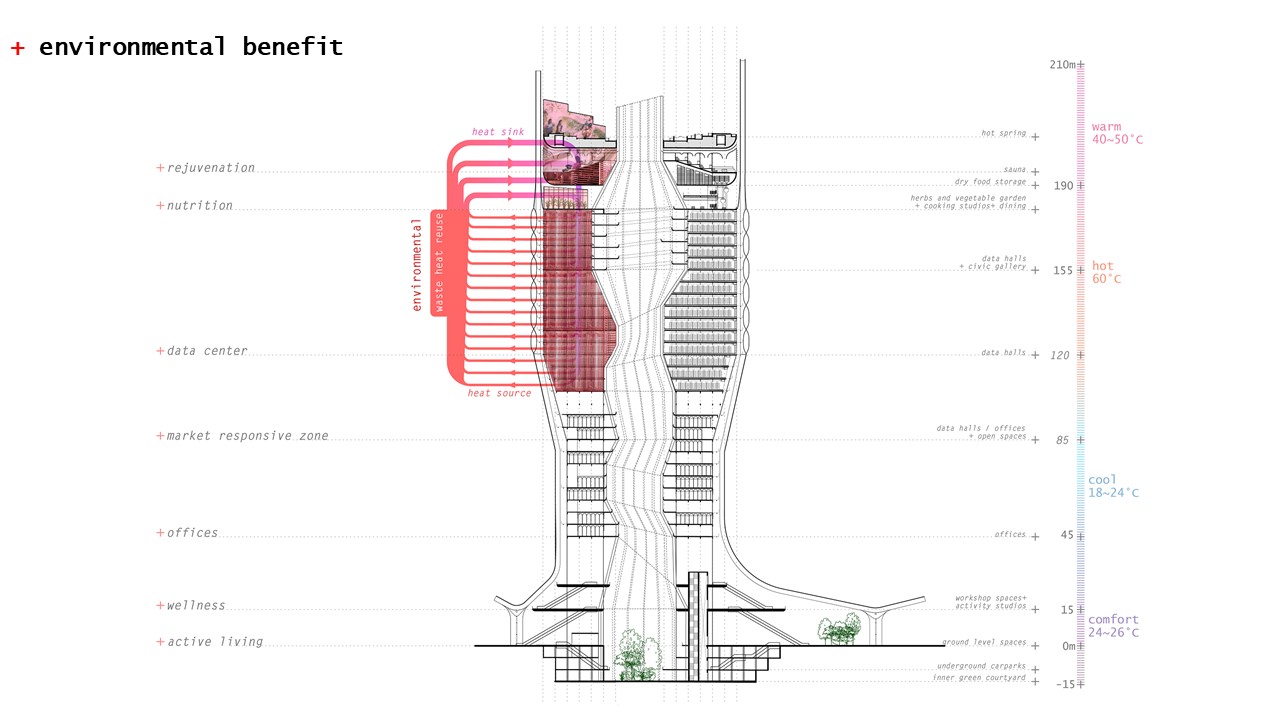 + environmental benefit
heat sink
+rejuvnation
+nutrition
environmental
waste heat reuse
+data center
heat source
+market responsive zone
+offices
+wellness
+active living
hot spring
sauna
dry food storage
herbs and vegetable garden
+ cooking studios+ dining
data halls
+ civic gallery
data halls
data halls / offices
+ open spaces
offices
workshop spaces+
activity studios
ground level spaces
underground carparks
inner green courtyard
210m
190
155
120
85
45
15
0m
-15
warm
40~50°C
hot
60°C
cool
18~24°C
comfort
24~26°C